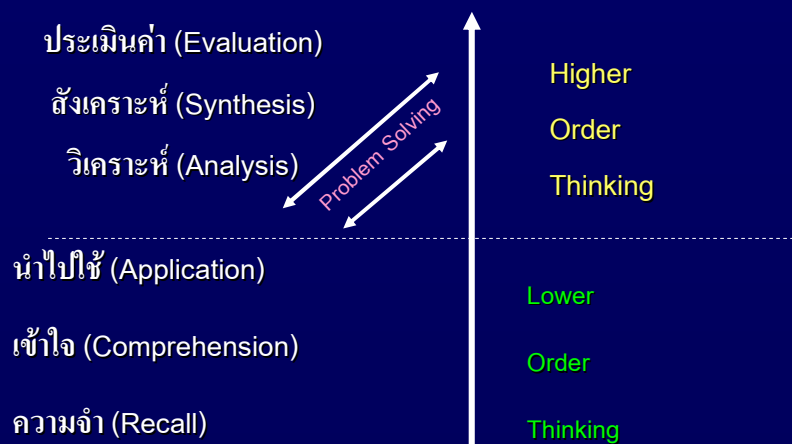 ประเมินค่า (Evaluation)
สังเคราะห์ (Synthesis)
วิเคราะห์ (Analysis)
Problem Solving
Higher
Order
Thinking
นำไปใช้ (Application)
เข้าใจ (Comprehension)
ความจำ (Recall)
Lower
Order
Thinking